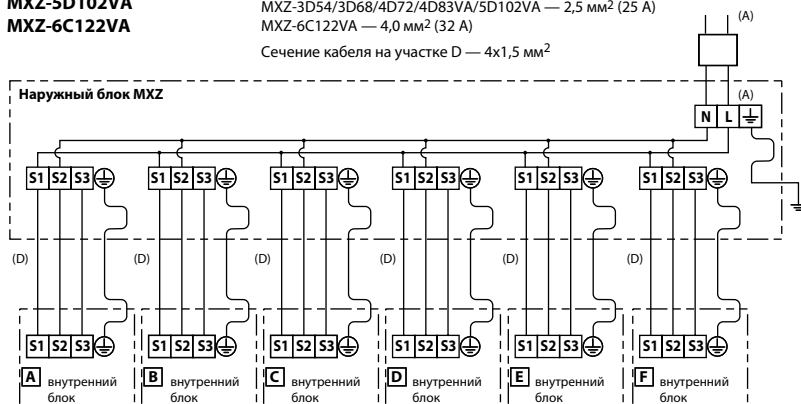 MXZ-5D102VA
MXZ-6C122VA
MXZ-3D54/3D68/4D72/4D83VA/5D102VA — 2,5 мм² (25 А)
MXZ-6C122VA — 4,0 мм² (32 А)
Сечение кабеля на участке D — 4x1,5 мм²
(A)
Наружный блок MXZ
(A)
N L
S1 S2 S3 S1 S2 S3 S1 S2 S3 S1 S2 S3 S1 S2 S3 S1 S2 S3
(D) (D) (D) (D) (D) (D)
S1 S2 S3 S1 S2 S3 S1 S2 S3 S1 S2 S3 S1 S2 S3 S1 S2 S3
A внутренний блок
B внутренний блок
C внутренний блок
D внутренний блок
E внутренний блок
F внутренний блок